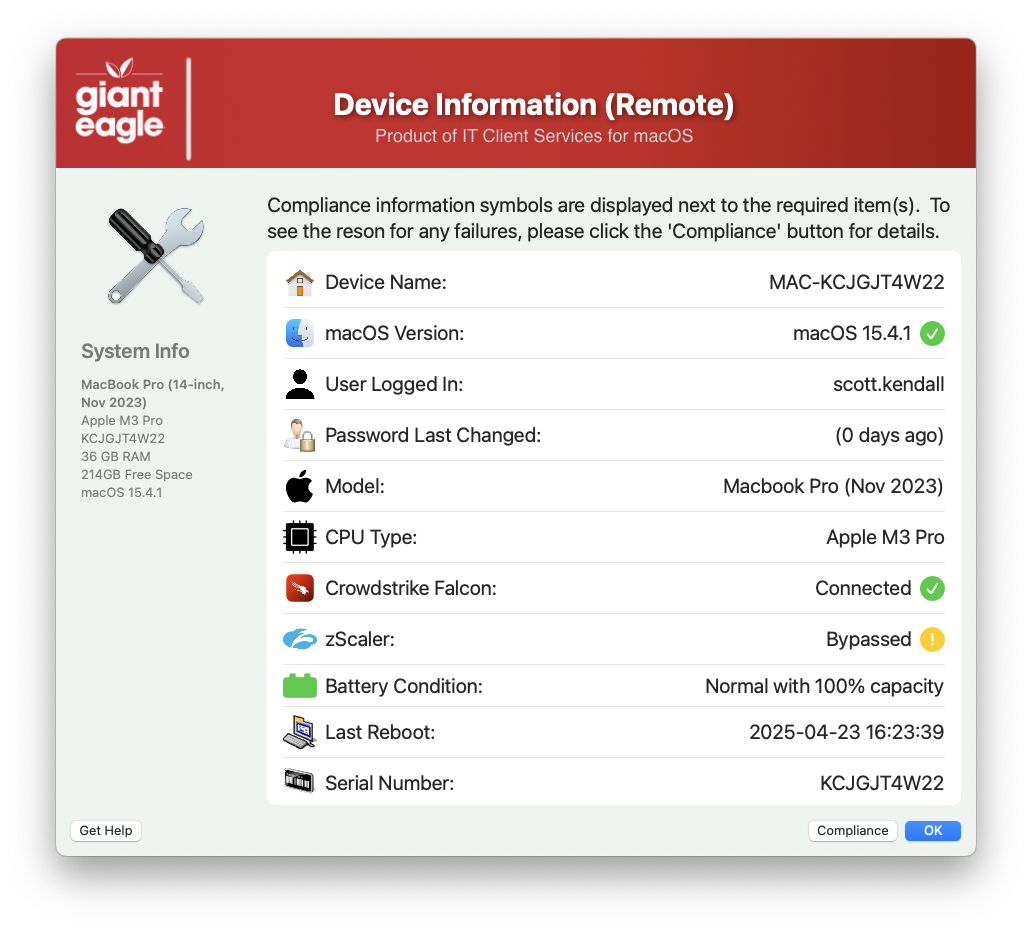 giant
eagle
Device Information (Remote)
Product of IT Client Services for macOS
Compliance information symbols are displayed next to the required item(s).  To
see the reson for any failures, please click the 'Compliance' button for details.
System Info
MacBook Pro (14-inch,
Nov 2023)
Apple M3 Pro
KCJGJT4W22
36 GB RAM
214GB Free Space
macOS 15.4.1
Device Name: MAC-KCJGJT4W22
macOS Version: macOS 15.4.1
User Logged In: scott.kendall
Password Last Changed: (0 days ago)
Model: Macbook Pro (Nov 2023)
CPU Type: Apple M3 Pro
Crowdstrike Falcon: Connected
zScaler: Bypassed
Battery Condition: Normal with 100% capacity
Last Reboot: 2025-04-23 16:23:39
Serial Number: KCJGJT4W22
Get Help Compliance OK